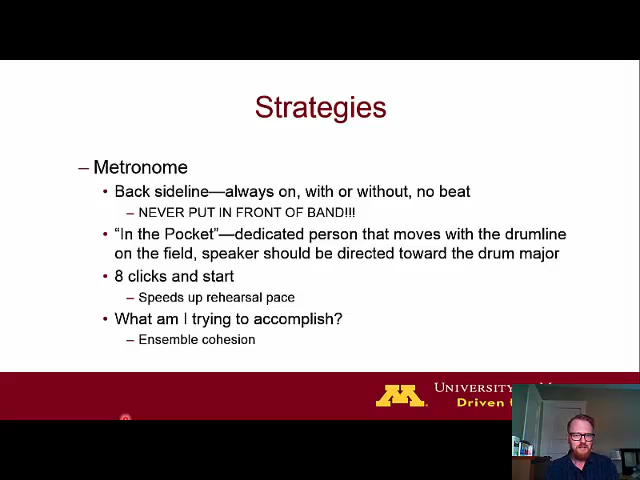 Strategies
– Metronome
• Back sideline—always on, with or without, no beat
– NEVER PUT IN FRONT OF BAND!!!
• “In the Pocket”—dedicated person that moves with the drumline
on the field, speaker should be directed toward the drum major
• 8 clicks and start
– Speeds up rehearsal pace
• What am I trying to accomplish?
– Ensemble cohesion
M UNIVERSITY
Driven